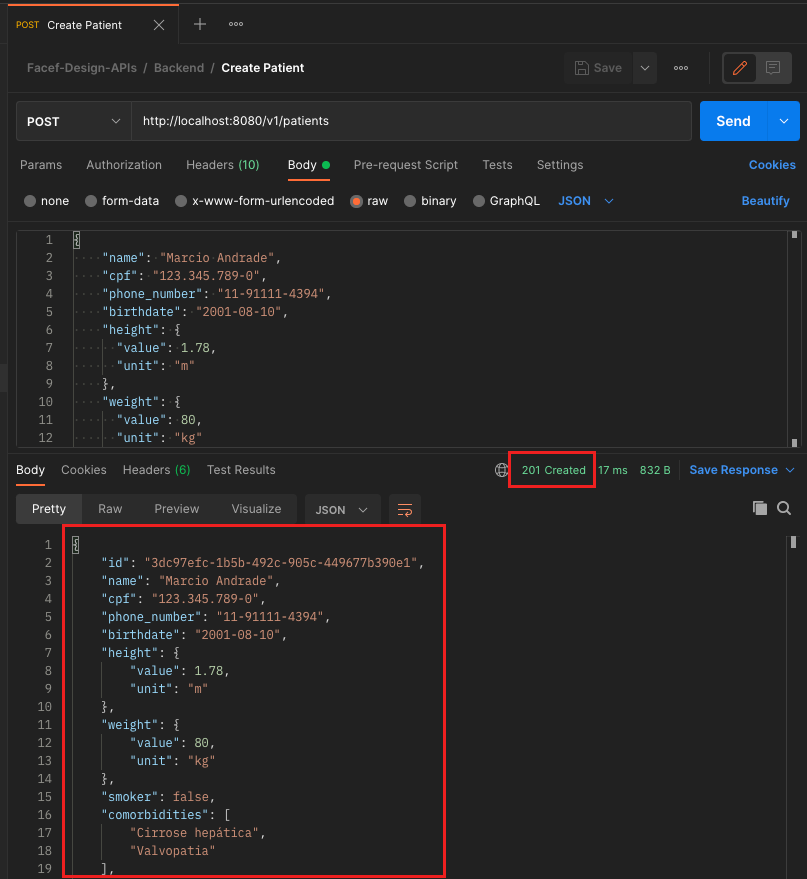 POST Create Patient
Facef-Design-APIs / Backend / Create Patient
Save
POST http://localhost:8080/v1/patients Send
Params Authorization Headers (10) Body Pre-request Script Tests Settings Cookies
none form-data x-www-form-urlencoded raw binary GraphQL JSON Beautify
1 {
2 "name": "Marcio Andrade",
3 "cpf": "123.345.789-0",
4 "phone_number": "11-91111-4394",
5 "birthdate": "2001-08-10",
6 "height": {
7 "value": 1.78,
8 "unit": "m"
9 },
10 "weight": {
11 "value": 80,
12 "unit": "kg"
Body Cookies Headers (6) Test Results 201 Created 17 ms 832 B Save Response
Pretty Raw Preview Visualize JSON
1 {
2 "id": "3dc97efc-1b5b-492c-905c-449677b390e1",
3 "name": "Marcio Andrade",
4 "cpf": "123.345.789-0",
5 "phone_number": "11-91111-4394",
6 "birthdate": "2001-08-10",
7 "height": {
8 "value": 1.78,
9 "unit": "m"
10 },
11 "weight": {
12 "value": 80,
13 "unit": "kg"
14 },
15 "smoker": false,
16 "comorbidities": [
17 "Cirrose hepática",
18 "Valvopatia"
19 ],